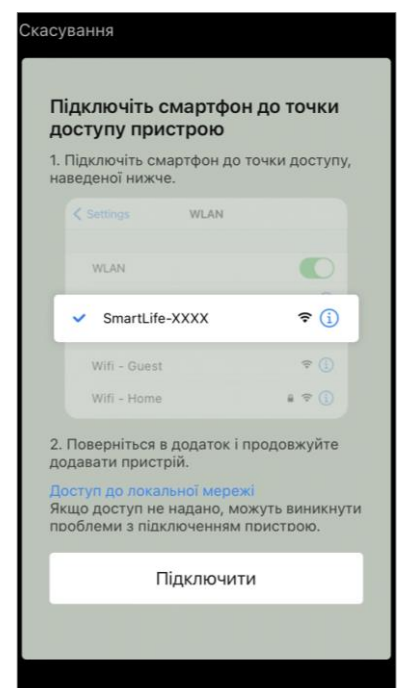 Скасування
Підключіть смартфон до точки
доступу пристрою
1. Підключіть смартфон до точки доступу,
наведеної нижче.
Settings WLAN
WLAN
SmartLife-XXXX
Wifi - Guest
Wifi - Home
2. Поверніться в додаток і продовжуйте
додавати пристрій.
Доступ до локальної мережі
Якщо доступ не надано, можуть виникнути
проблеми з підключенням пристрою.
Підключити